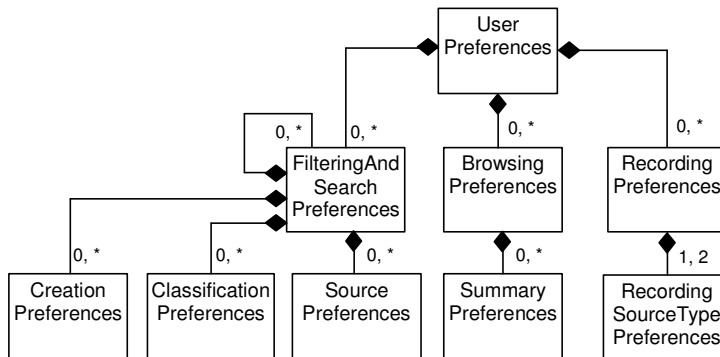 User
Preferences
0, *
0, *
0, *
0, *
FilteringAnd
Search
Preferences
Browsing
Preferences
Recording
Preferences
0, *
0, *
0, *
0, *
1, 2
Creation
Preferences
Classification
Preferences
Source
Preferences
Summary
Preferences
Recording
SourceType
Preferences